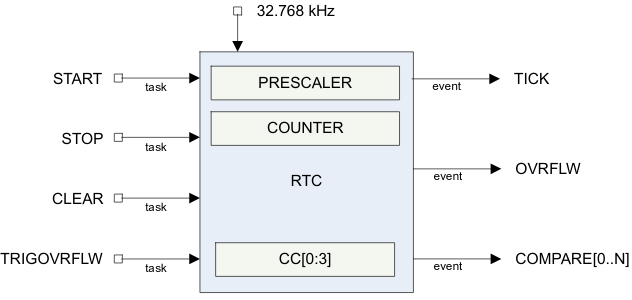 32.768 kHz
START
task
PRESCALER
event
TICK
STOP
task
COUNTER
RTC
event
OVRFLW
CLEAR
task
TRIGOVRFLW
task
CC[0:3]
event
COMPARE[0..N]